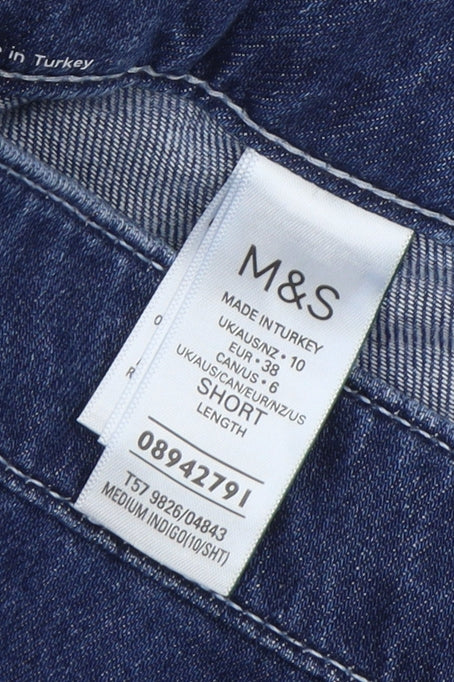 in Turkey
M&S
MADE IN TURKEY
UK/AUS/NZ • 10
EUR • 38
CAN/US • 6
UK/AUS/CAN/EUR/NZ/US
SHORT
LENGTH
08942791
T57 9826/04843
MEDIUM INDIGO(10/SHT)
O
R